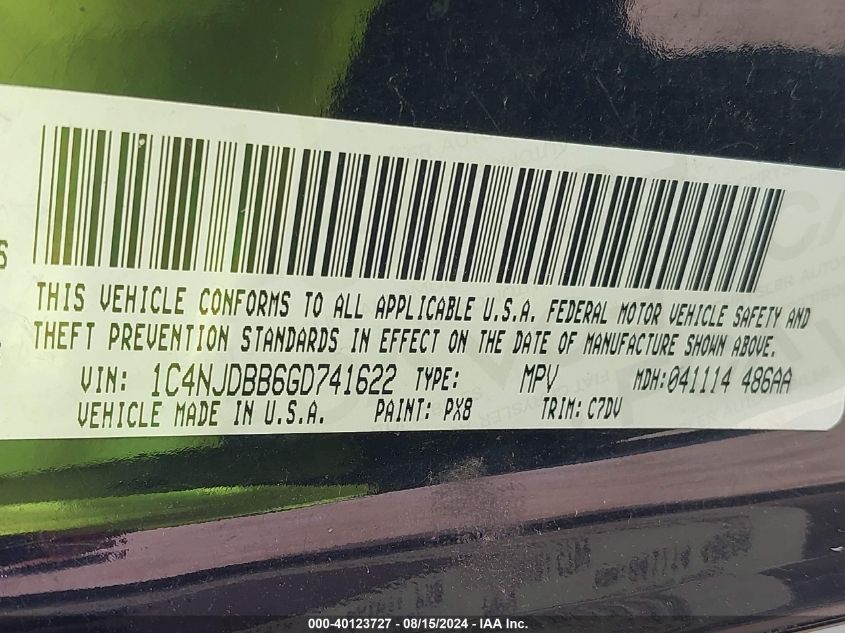 THIS VEHICLE CONFORMS TO ALL APPLICABLE U.S.A. FEDERAL MOTOR VEHICLE SAFETY AND
THEFT PREVENTION STANDARDS IN EFFECT ON THE DATE OF MANUFACTURE SHOWN ABOVE.
VIN: 1C4NJDBB6GD741622 TYPE: MPV MDH:041114 486AA
VEHICLE MADE IN U.S.A. PAINT: PX8 TRIM: C7DV
000-40123727 - 08/15/2024 - IAA Inc.